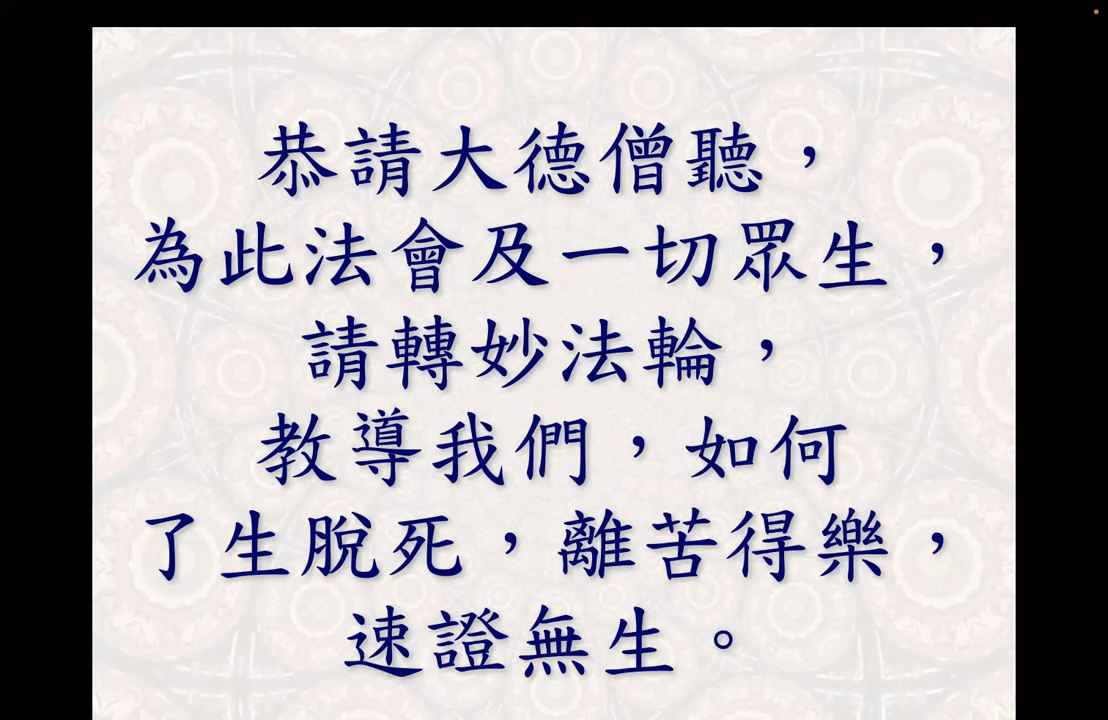 恭請大德僧聽，
為此法會及一切眾生，
請轉妙法輪，
教導我們，如何
了生脫死，離苦得樂，
速證無生。